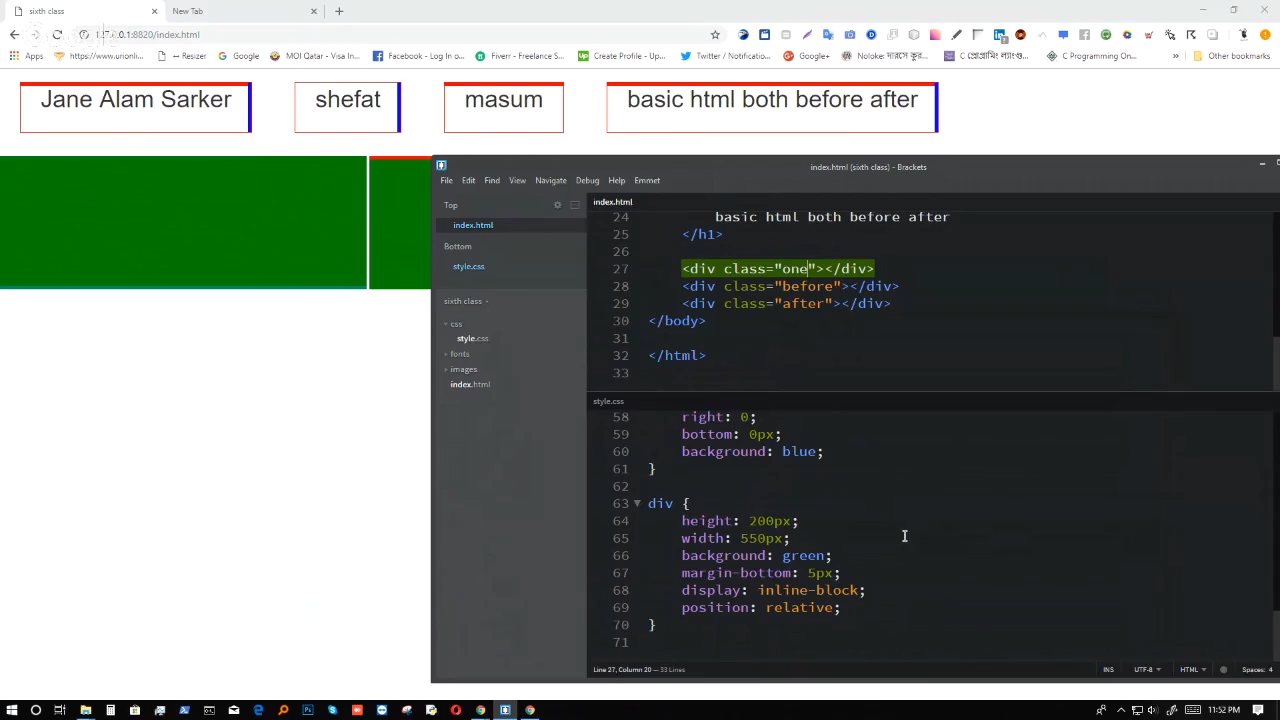 sixth class
New Tab
127.0.0.1:8820/index.html
Apps
https://www.urionli...
Resizer
Google
MOI Qatar - Visa In...
Facebook - Log In o...
Fiverr - Freelance S...
Create Profile - Up...
Twitter / Notificatio...
Google+
Other bookmarks
Jane Alam Sarker
shefat
masum
basic html both before after
index.html (sixth class) - Brackets
File Edit Find View Navigate Debug Help Emmet
Top
index.html
Bottom
style.css
sixth class
css
style.css
fonts
images
index.html
index.html
24 basic html both before after
25 </h1>
26
27 <div class="one"></div>
28 <div class="before"></div>
29 <div class="after"></div>
30 </body>
31
32 </html>
33
style.css
58 right: 0;
59 bottom: 0px;
60 background: blue;
61 }
62
63 div {
64 height: 200px;
65 width: 550px;
66 background: green;
67 margin-bottom: 5px;
68 display: inline-block;
69 position: relative;
70 }
71
Line 27, Column 20 — 33 Lines
INS UTF-8 HTML Spaces: 4
11:52 PM